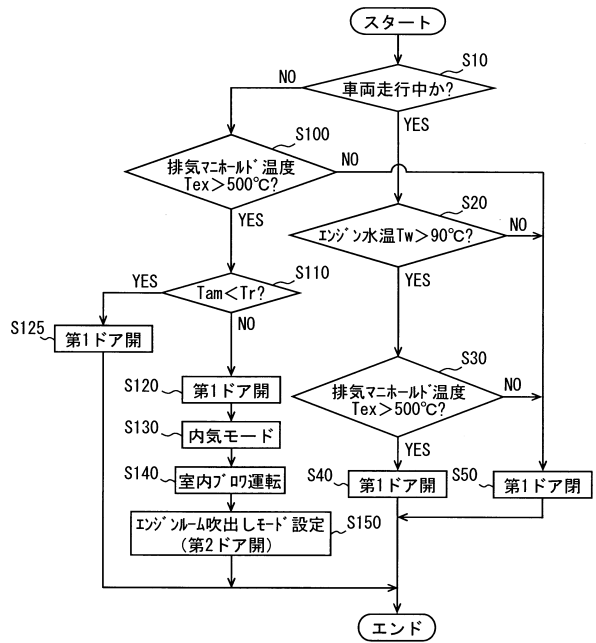 スタート
S10
車両走行中か?
NO
YES
S100
排気マニホールド温度
Tex>500℃?
NO
YES
S20
エンジン水温Tw>90℃?
NO
YES
S110
Tam<Tr?
YES
NO
S125
第1ドア開
S30
排気マニホールド温度
Tex>500℃?
NO
YES
S120
第1ドア開
S130
内気モード
S140
室内ブロワ運転
S40
第1ドア開
S50
第1ドア閉
エンジンルーム吹出しモード設定
(第2ドア開)
S150
エンド